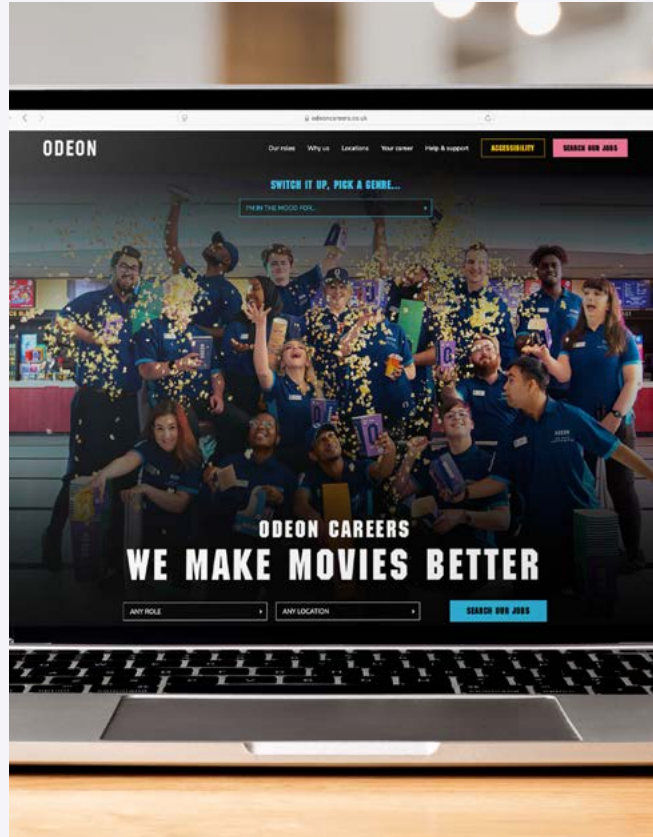 odeoncareers.co.uk
ODEON
Our roles Why us Locations Your career Help & support ACCESSIBILITY SEARCH OUR JOBS
SWITCH IT UP, PICK A GENRE...
I'M IN THE MOOD FOR...
ODEON
ODEON CAREERS
WE MAKE MOVIES BETTER
ANY ROLE ANY LOCATION SEARCH OUR JOBS